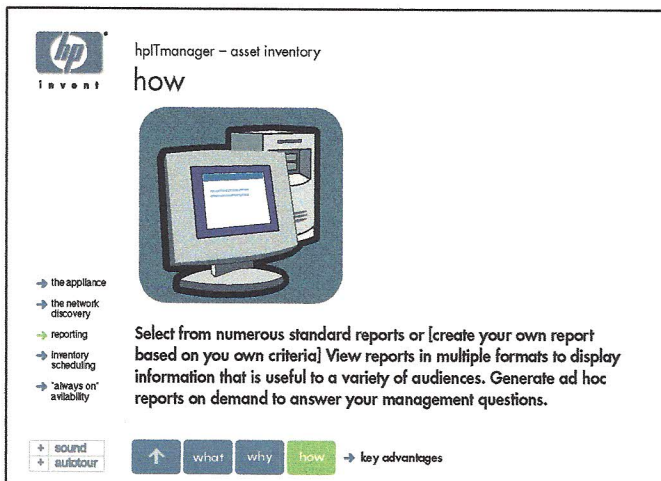 hp
invent
hpITmanager – asset inventory
how
→ the appliance
→ the network
discovery
→ reporting
→ inventory
scheduling
→ "always on"
avilability
Select from numerous standard reports or [create your own report
based on you own criteria] View reports in multiple formats to display
information that is useful to a variety of audiences. Generate ad hoc
reports on demand to answer your management questions.
+ sound
+ autotour
↑ what why how → key advantages